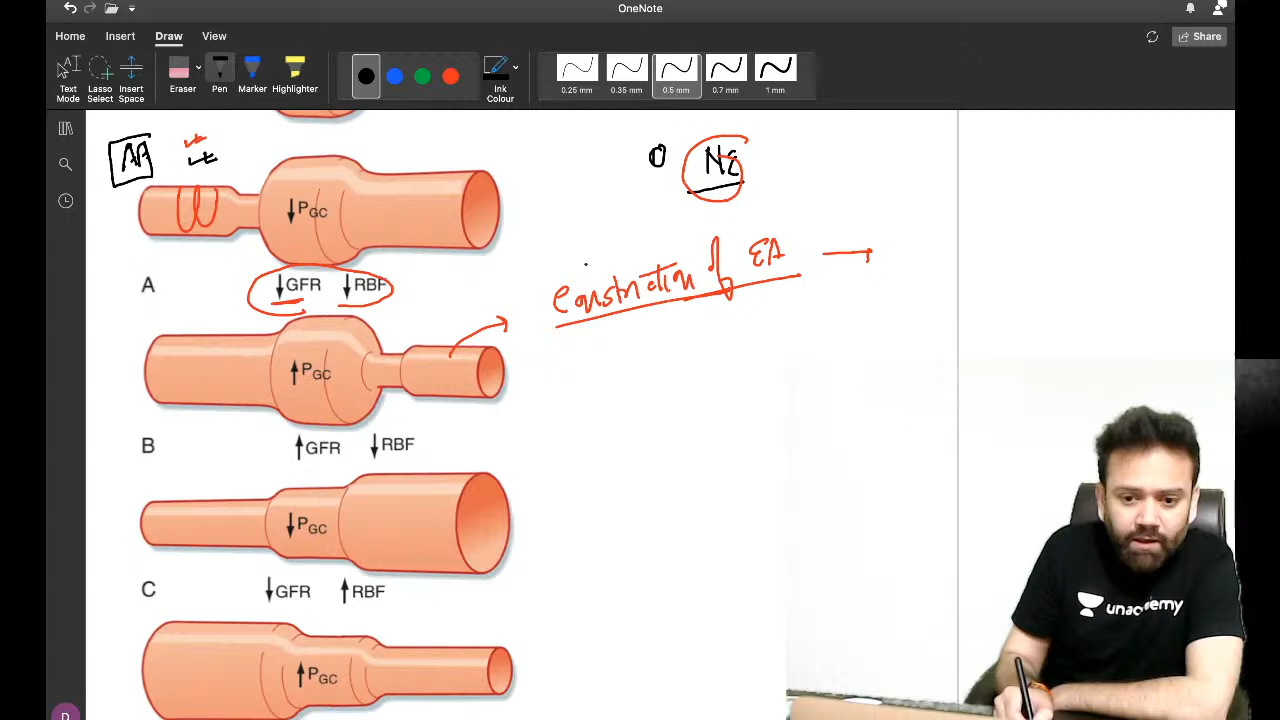 OneNote
Home Insert Draw View
Share
Text Mode
Lasso Select
Insert Space
Eraser
Pen
Marker
Highlighter
Ink Colour
0.25 mm
0.35 mm
0.5 mm
0.7 mm
1 mm
AA
O NE
↓PGC
A ↓GFR ↓RBF
Constriction of EA →
↑PGC
B ↑GFR ↓RBF
↓PGC
C ↓GFR ↑RBF
↑PGC
unacademy
D